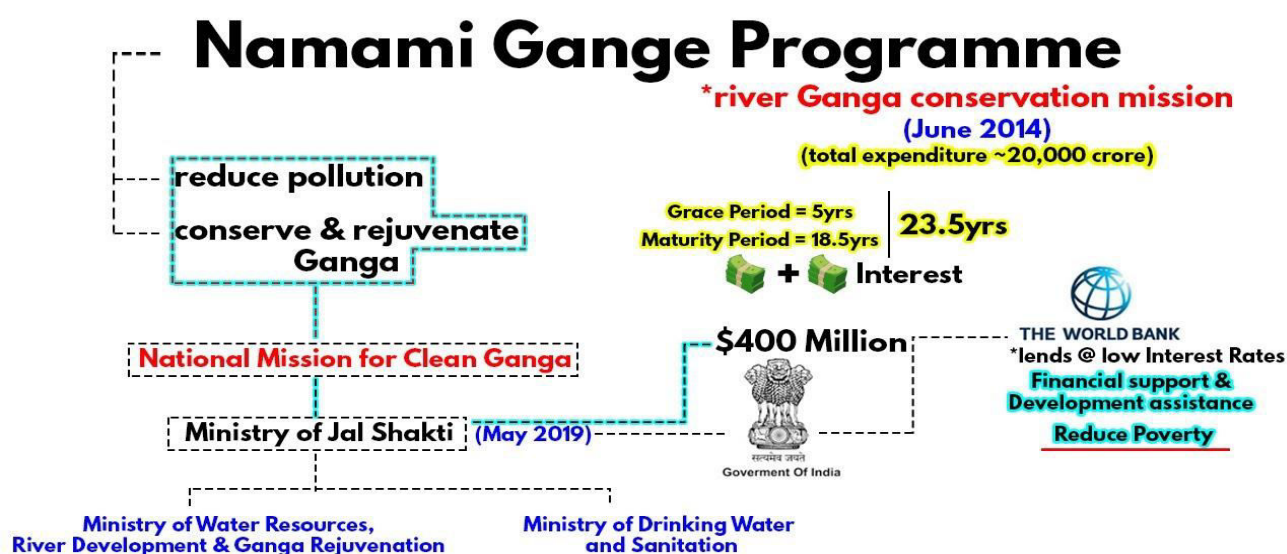 Namami Gange Programme
*river Ganga conservation mission
(June 2014)
(total expenditure ~20,000 crore)
reduce pollution
conserve & rejuvenate
Ganga
Grace Period = 5yrs
Maturity Period = 18.5yrs
23.5yrs
+ Interest
National Mission for Clean Ganga
$400 Million
THE WORLD BANK
*lends @ low Interest Rates
Financial support &
Development assistance
Reduce Poverty
Ministry of Jal Shakti (May 2019)
सत्यमेव जयते
Goverment Of India
Ministry of Water Resources,
River Development & Ganga Rejuvenation
Ministry of Drinking Water
and Sanitation